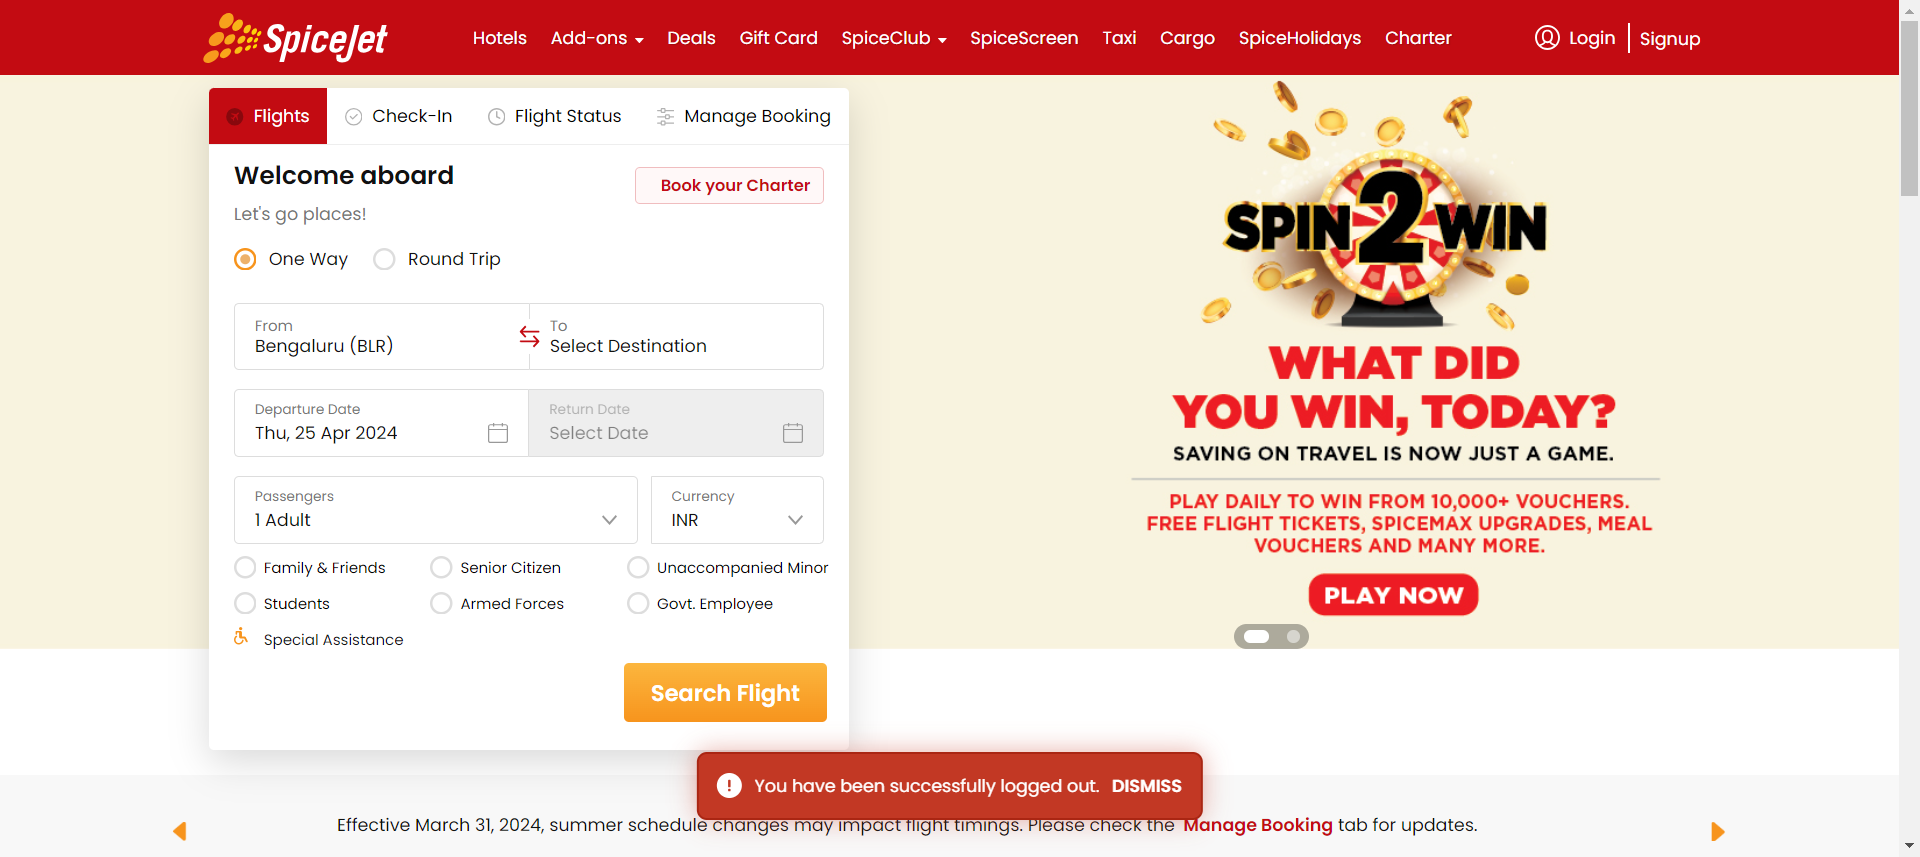 SpiceJet
Hotels Add-ons Deals Gift Card SpiceClub SpiceScreen Taxi Cargo SpiceHolidays Charter Login Signup
Flights Check-In Flight Status Manage Booking
Welcome aboard
Book your Charter
Let's go places!
One Way Round Trip
From
Bengaluru (BLR)
To
Select Destination
Departure Date
Thu, 25 Apr 2024
Return Date
Select Date
Passengers
1 Adult
Currency
INR
Family & Friends Senior Citizen Unaccompanied Minor
Students Armed Forces Govt. Employee
Special Assistance
Search Flight
SPIN 2 WIN
WHAT DID
YOU WIN, TODAY?
SAVING ON TRAVEL IS NOW JUST A GAME.
PLAY DAILY TO WIN FROM 10,000+ VOUCHERS.
FREE FLIGHT TICKETS, SPICEMAX UPGRADES, MEAL
VOUCHERS AND MANY MORE.
PLAY NOW
You have been successfully logged out. DISMISS
Effective March 31, 2024, summer schedule changes may impact flight timings. Please check the Manage Booking tab for updates.